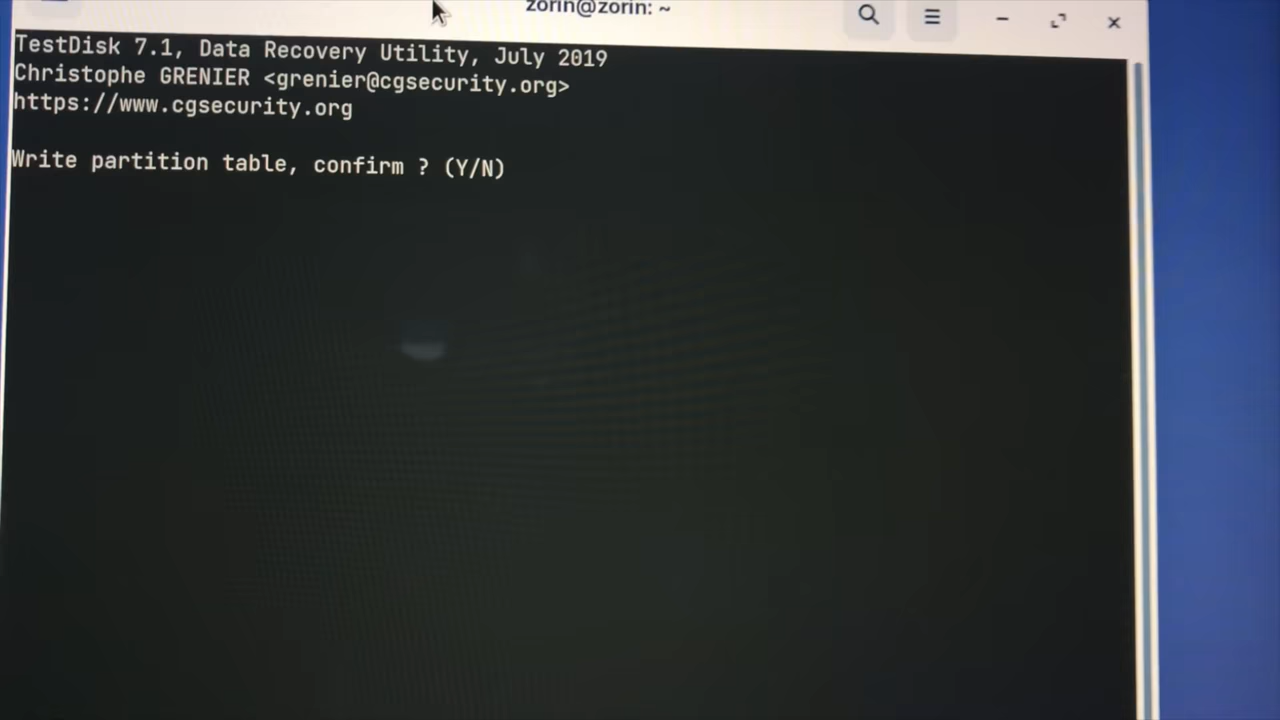 zorin@zorin: ~
TestDisk 7.1, Data Recovery Utility, July 2019
Christophe GRENIER <grenier@cgsecurity.org>
https://www.cgsecurity.org
Write partition table, confirm ? (Y/N)